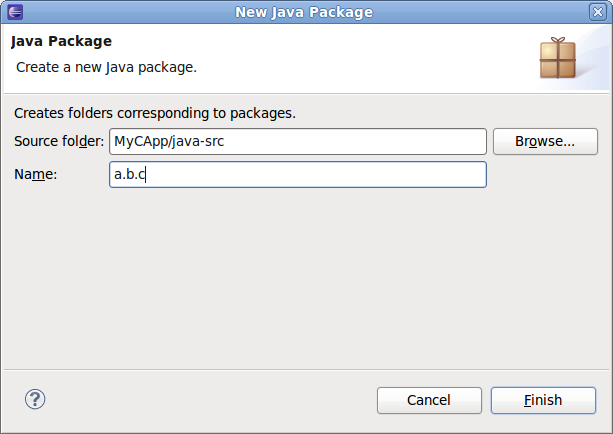 New Java Package
Java Package
Create a new Java package.
Creates folders corresponding to packages.
Source folder: MyCApp/java-src Browse...
Name: a.b.c
? Cancel Finish